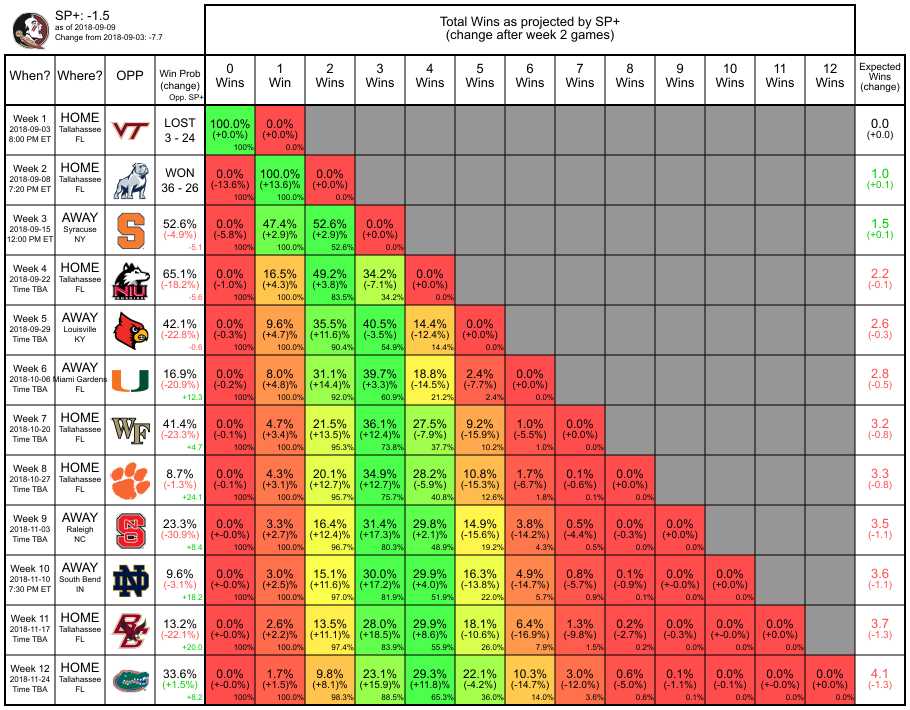 SP+: -1.5
as of 2018-09-09
Change from 2018-09-03: -7.7
Total Wins as projected by SP+
(change after week 2 games)
When? Where? OPP Win Prob (change) Opp. SP+ 0 Wins 1 Win 2 Wins 3 Wins 4 Wins 5 Wins 6 Wins 7 Wins 8 Wins 9 Wins 10 Wins 11 Wins 12 Wins Expected Wins (change)
Week 1 HOME VT LOST 100.0% 0.0% 0.0
2018-09-03 Tallahassee 3 - 24 (+0.0%) (+0.0%) (+0.0)
8:00 PM ET FL 100% 0.0%
Week 2 HOME WON 0.0% 100.0% 0.0% 1.0
2018-09-08 Tallahassee 36 - 26 (-13.6%) (+13.6)% (+0.0%) (+0.1)
7:20 PM ET FL 100% 100.0% 0.0%
Week 3 AWAY S 52.6% 0.0% 47.4% 52.6% 0.0% 1.5
2018-09-15 Syracuse (-4.9%) (-5.8%) (+2.9)% (+2.9)% (+0.0%) (+0.1)
12:00 PM ET NY -5.1 100% 100.0% 52.6% 0.0%
Week 4 HOME NIU 65.1% 0.0% 16.5% 49.2% 34.2% 0.0% 2.2
2018-09-22 Tallahassee HUSKIES (-18.2%) (-1.0%) (+4.3%) (+3.8%) (-7.1%) (+0.0%) (-0.1)
Time TBA FL -5.6 100% 100.0% 83.5% 34.2% 0.0%
Week 5 AWAY 42.1% 0.0% 9.6% 35.5% 40.5% 14.4% 0.0% 2.6
2018-09-29 Louisville (-22.8%) (-0.3%) (+4.7%) (+11.6%) (-3.5%) (-12.4%) (+0.0%) (-0.3)
Time TBA KY -0.6 100% 100.0% 90.4% 54.9% 14.4% 0.0%
Week 6 AWAY U 16.9% 0.0% 8.0% 31.1% 39.7% 18.8% 2.4% 0.0% 2.8
2018-10-06 Miami Gardens (-20.9%) (-0.2%) (+4.8%) (+14.4%) (+3.3%) (-14.5%) (-7.7%) (+0.0%) (-0.5)
Time TBA FL +12.3 100% 100.0% 92.0% 60.9% 21.2% 2.4% 0.0%
Week 7 HOME WF 41.4% 0.0% 4.7% 21.5% 36.1% 27.5% 9.2% 1.0% 0.0% 3.2
2018-10-20 Tallahassee (-23.3%) (-0.1%) (+3.4%) (+13.5%) (+12.4%) (-7.9%) (-15.9%) (-5.5%) (+0.0%) (-0.8)
Time TBA FL +4.7 100% 100.0% 95.3% 73.8% 37.7% 10.2% 1.0% 0.0%
Week 8 HOME 8.7% 0.0% 4.3% 20.1% 34.9% 28.2% 10.8% 1.7% 0.1% 0.0% 3.3
2018-10-27 Tallahassee (-1.3%) (-0.1%) (+3.1%) (+12.7%) (+12.7%) (-5.9%) (-15.3%) (-6.7%) (-0.6%) (+0.0%) (-0.8)
Time TBA FL +24.1 100% 100.0% 95.7% 75.7% 40.8% 12.6% 1.8% 0.1% 0.0%
Week 9 AWAY NCS 23.3% 0.0% 3.3% 16.4% 31.4% 29.8% 14.9% 3.8% 0.5% 0.0% 0.0% 3.5
2018-11-03 Raleigh (-30.9%) (+-0.0%) (+2.7%) (+12.4%) (+17.3%) (+2.1%) (-15.6%) (-14.2%) (-4.4%) (-0.3%) (+0.0%) (-1.1)
Time TBA NC +8.4 100% 100.0% 96.7% 80.3% 48.9% 19.2% 4.3% 0.5% 0.0% 0.0%
Week 10 AWAY ND 9.6% 0.0% 3.0% 15.1% 30.0% 29.9% 16.3% 4.9% 0.8% 0.1% 0.0% 0.0% 3.6
2018-11-10 South Bend (-3.1%) (+-0.0%) (+2.5%) (+11.6%) (+17.2%) (+4.0%) (-13.8%) (-14.7%) (-5.7%) (-0.9%) (+-0.0%) (+0.0%) (-1.1)
7:30 PM ET IN +18.2 100% 100.0% 97.0% 81.9% 51.9% 22.0% 5.7% 0.9% 0.1% 0.0% 0.0%
Week 11 HOME BC 13.2% 0.0% 2.6% 13.5% 28.0% 29.9% 18.1% 6.4% 1.3% 0.2% 0.0% 0.0% 0.0% 3.7
2018-11-17 Tallahassee (-22.1%) (+-0.0%) (+2.2%) (+11.1%) (+18.5%) (+8.6%) (-10.6%) (-16.9%) (-9.8%) (-2.7%) (-0.3%) (+-0.0%) (+0.0%) (-1.3)
Time TBA FL +20.0 100% 100.0% 97.4% 83.9% 55.9% 26.0% 7.9% 1.5% 0.2% 0.0% 0.0% 0.0%
Week 12 HOME 33.6% 0.0% 1.7% 9.8% 23.1% 29.3% 22.1% 10.3% 3.0% 0.6% 0.1% 0.0% 0.0% 0.0% 4.1
2018-11-24 Tallahassee (+1.5%) (+-0.0%) (+1.5%) (+8.1%) (+15.9%) (+11.8%) (-4.2%) (-14.7%) (-12.0%) (-5.0%) (-1.1%) (-0.1%) (+-0.0%) (+0.0%) (-1.3)
Time TBA FL +8.2 100% 100.0% 98.3% 88.5% 65.3% 36.0% 14.0% 3.6% 0.6% 0.1% 0.0% 0.0% 0.0%